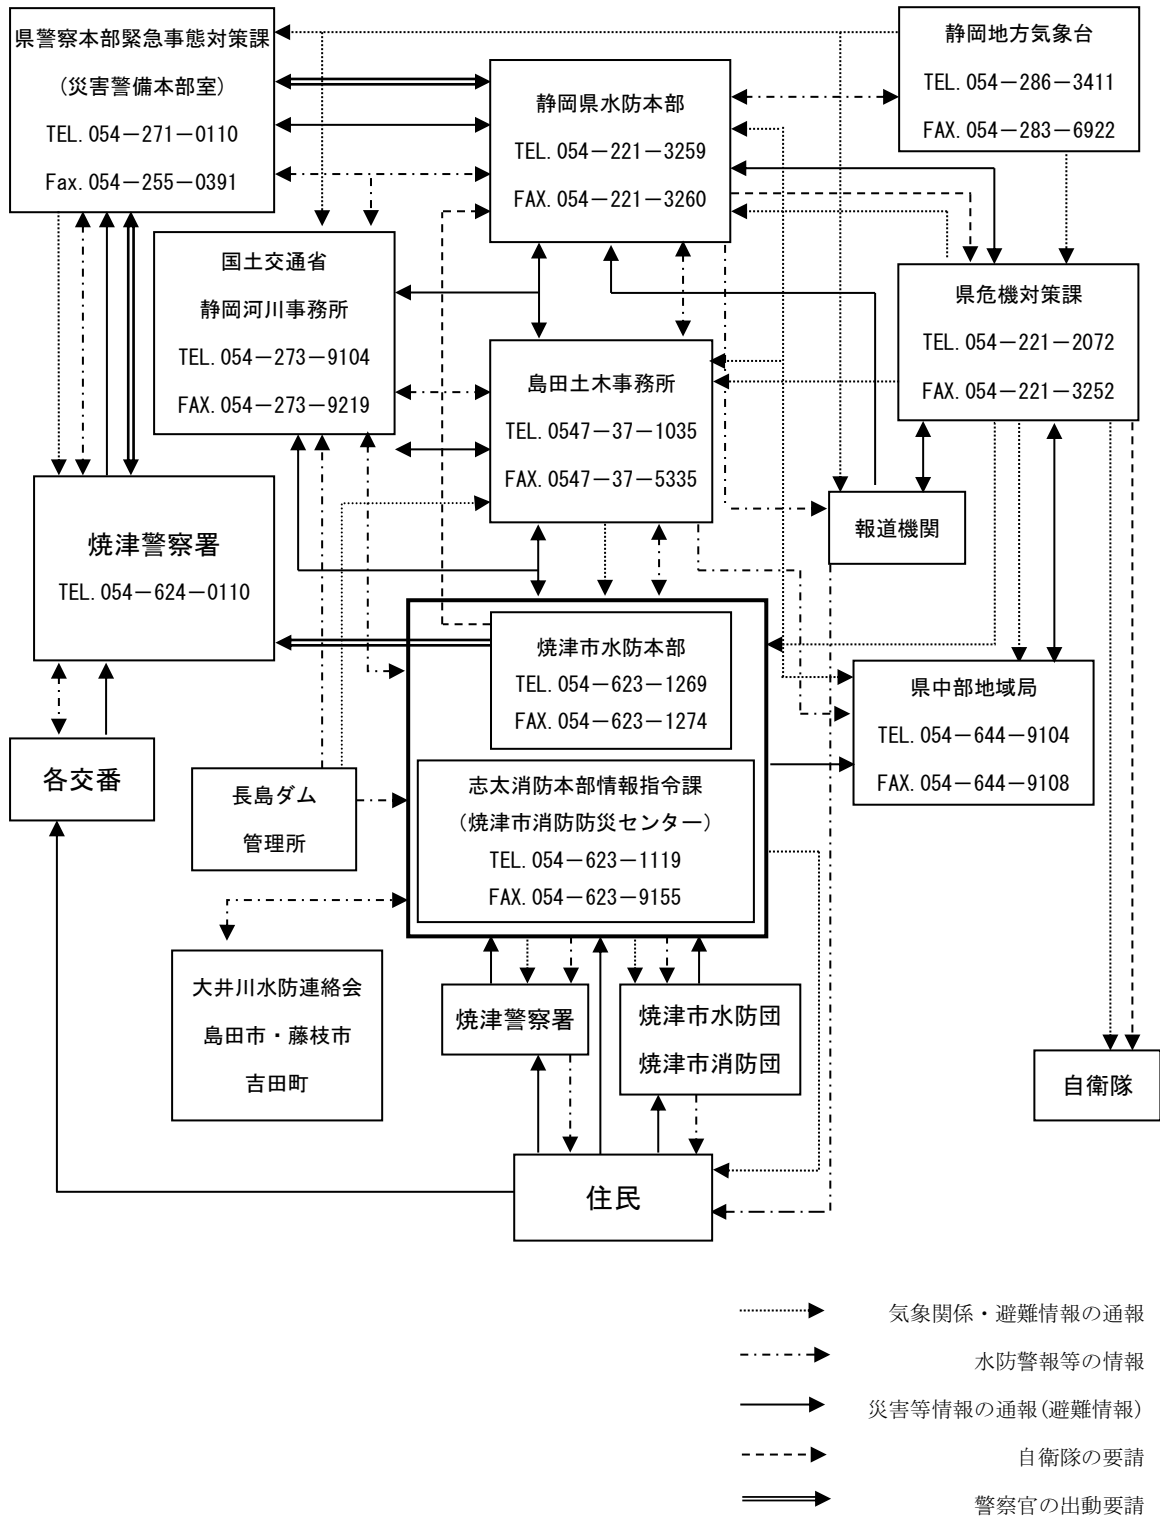 県警察本部緊急事態対策課
(災害警備本部室)
TEL.054－271－0110
Fax.054－255－0391
静岡地方気象台
TEL.054－286－3411
FAX.054－283－6922
静岡県水防本部
TEL.054－221－3259
FAX.054－221－3260
国土交通省
静岡河川事務所
TEL.054－273－9104
FAX.054－273－9219
県危機対策課
TEL.054－221－2072
FAX.054－221－3252
島田土木事務所
TEL.0547－37－1035
FAX.0547－37－5335
焼津警察署
TEL.054－624－0110
報道機関
焼津市水防本部
TEL.054－623－1269
FAX.054－623－1274
県中部地域局
TEL.054－644－9104
FAX.054－644－9108
各交番
長島ダム
管理所
志太消防本部情報指令課
(焼津市消防防災センター)
TEL.054－623－1119
FAX.054－623－9155
大井川水防連絡会
島田市・藤枝市
吉田町
焼津警察署
焼津市水防団
焼津市消防団
自衛隊
住民
気象関係・避難情報の通報
水防警報等の情報
災害等情報の通報(避難情報)
自衛隊の要請
警察官の出動要請